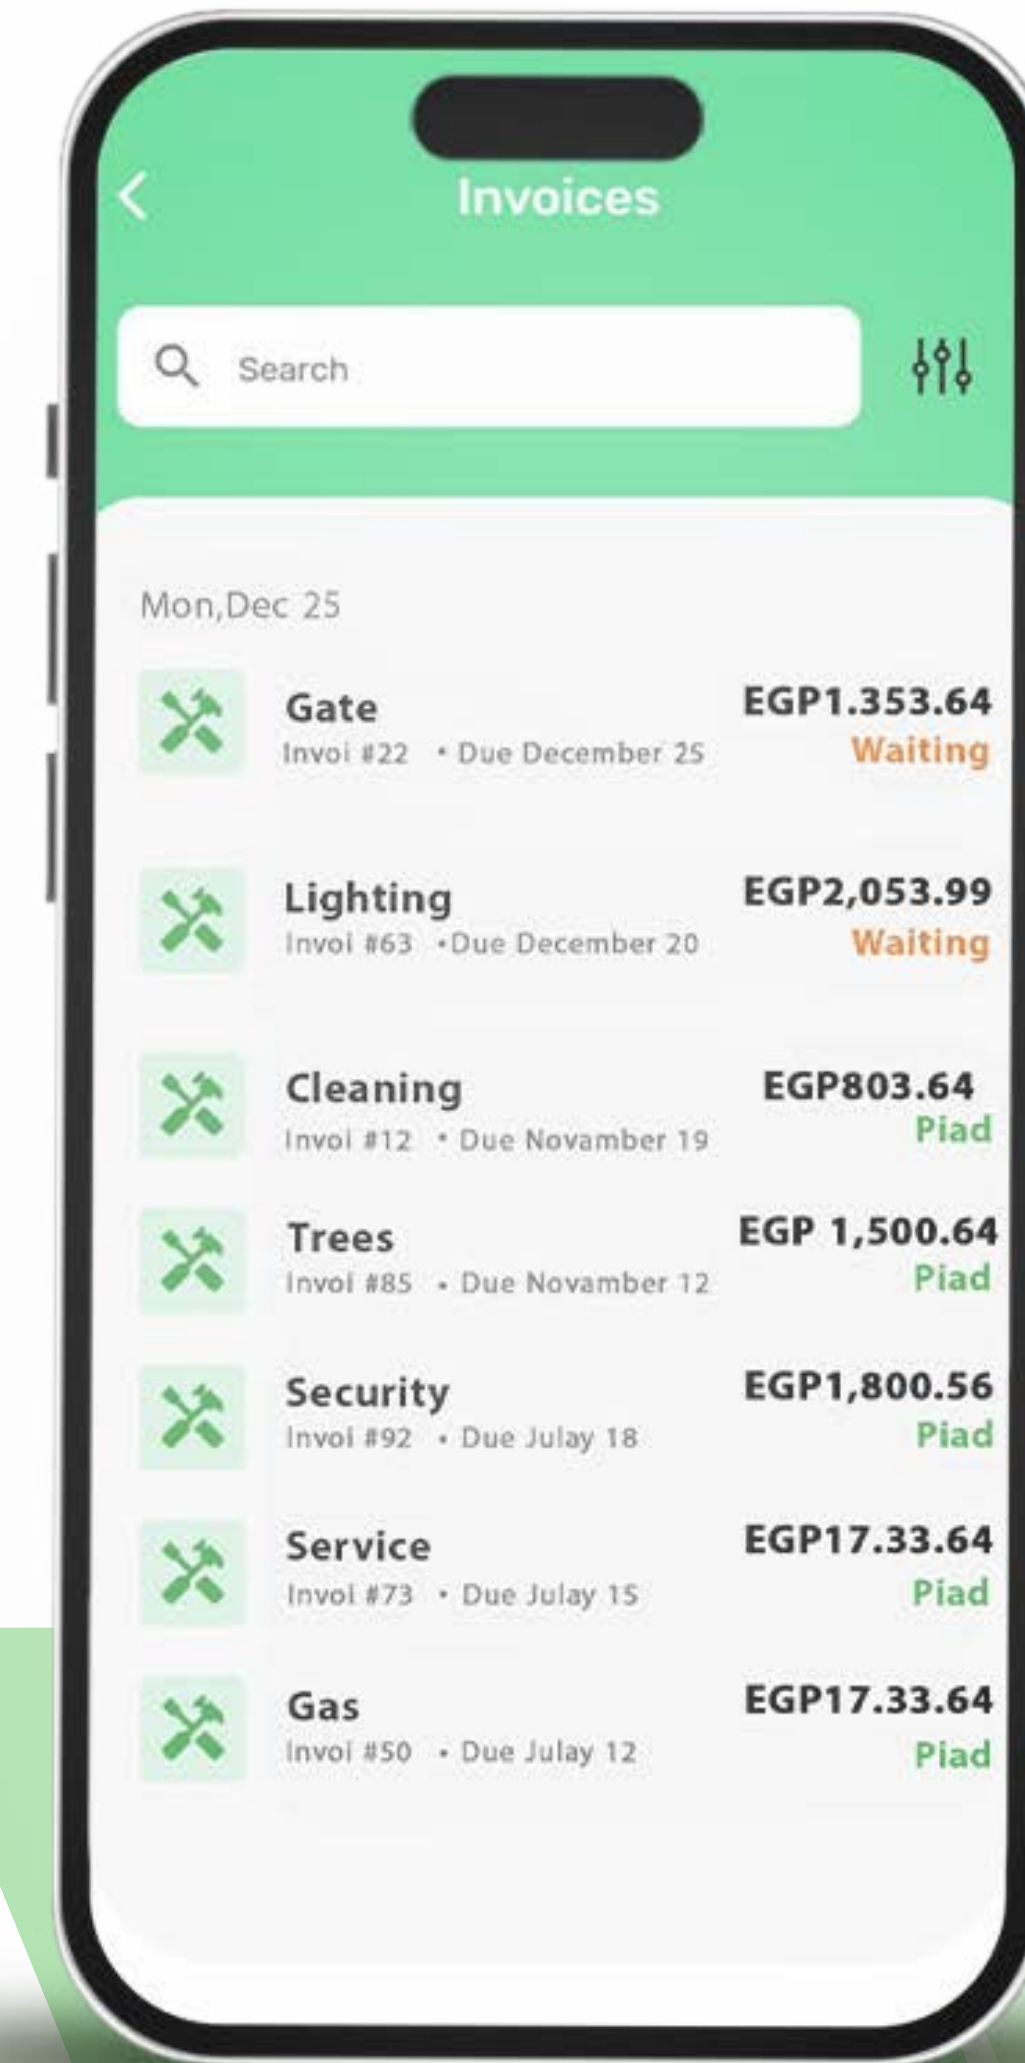 Invoices
Search
Mon,Dec 25
Gate
EGP1.353.64
Invoi #22 • Due December 25
Waiting
Lighting
EGP2,053.99
Invoi #63 •Due December 20
Waiting
Cleaning
EGP803.64
Invoi #12 • Due Novamber 19
Piad
Trees
EGP 1,500.64
Invoi #85 • Due Novamber 12
Piad
Security
EGP1,800.56
Invoi #92 • Due Julay 18
Piad
Service
EGP17.33.64
Invoi #73 • Due Julay 15
Piad
Gas
EGP17.33.64
Invoi #50 • Due Julay 12
Piad